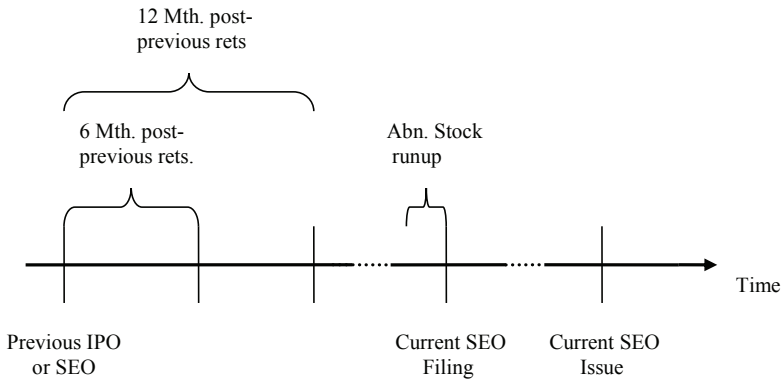 12 Mth. post-
previous rets
6 Mth. post-
previous rets.
Abn. Stock
runup
Time
Previous IPO
or SEO
Current SEO
Filing
Current SEO
Issue